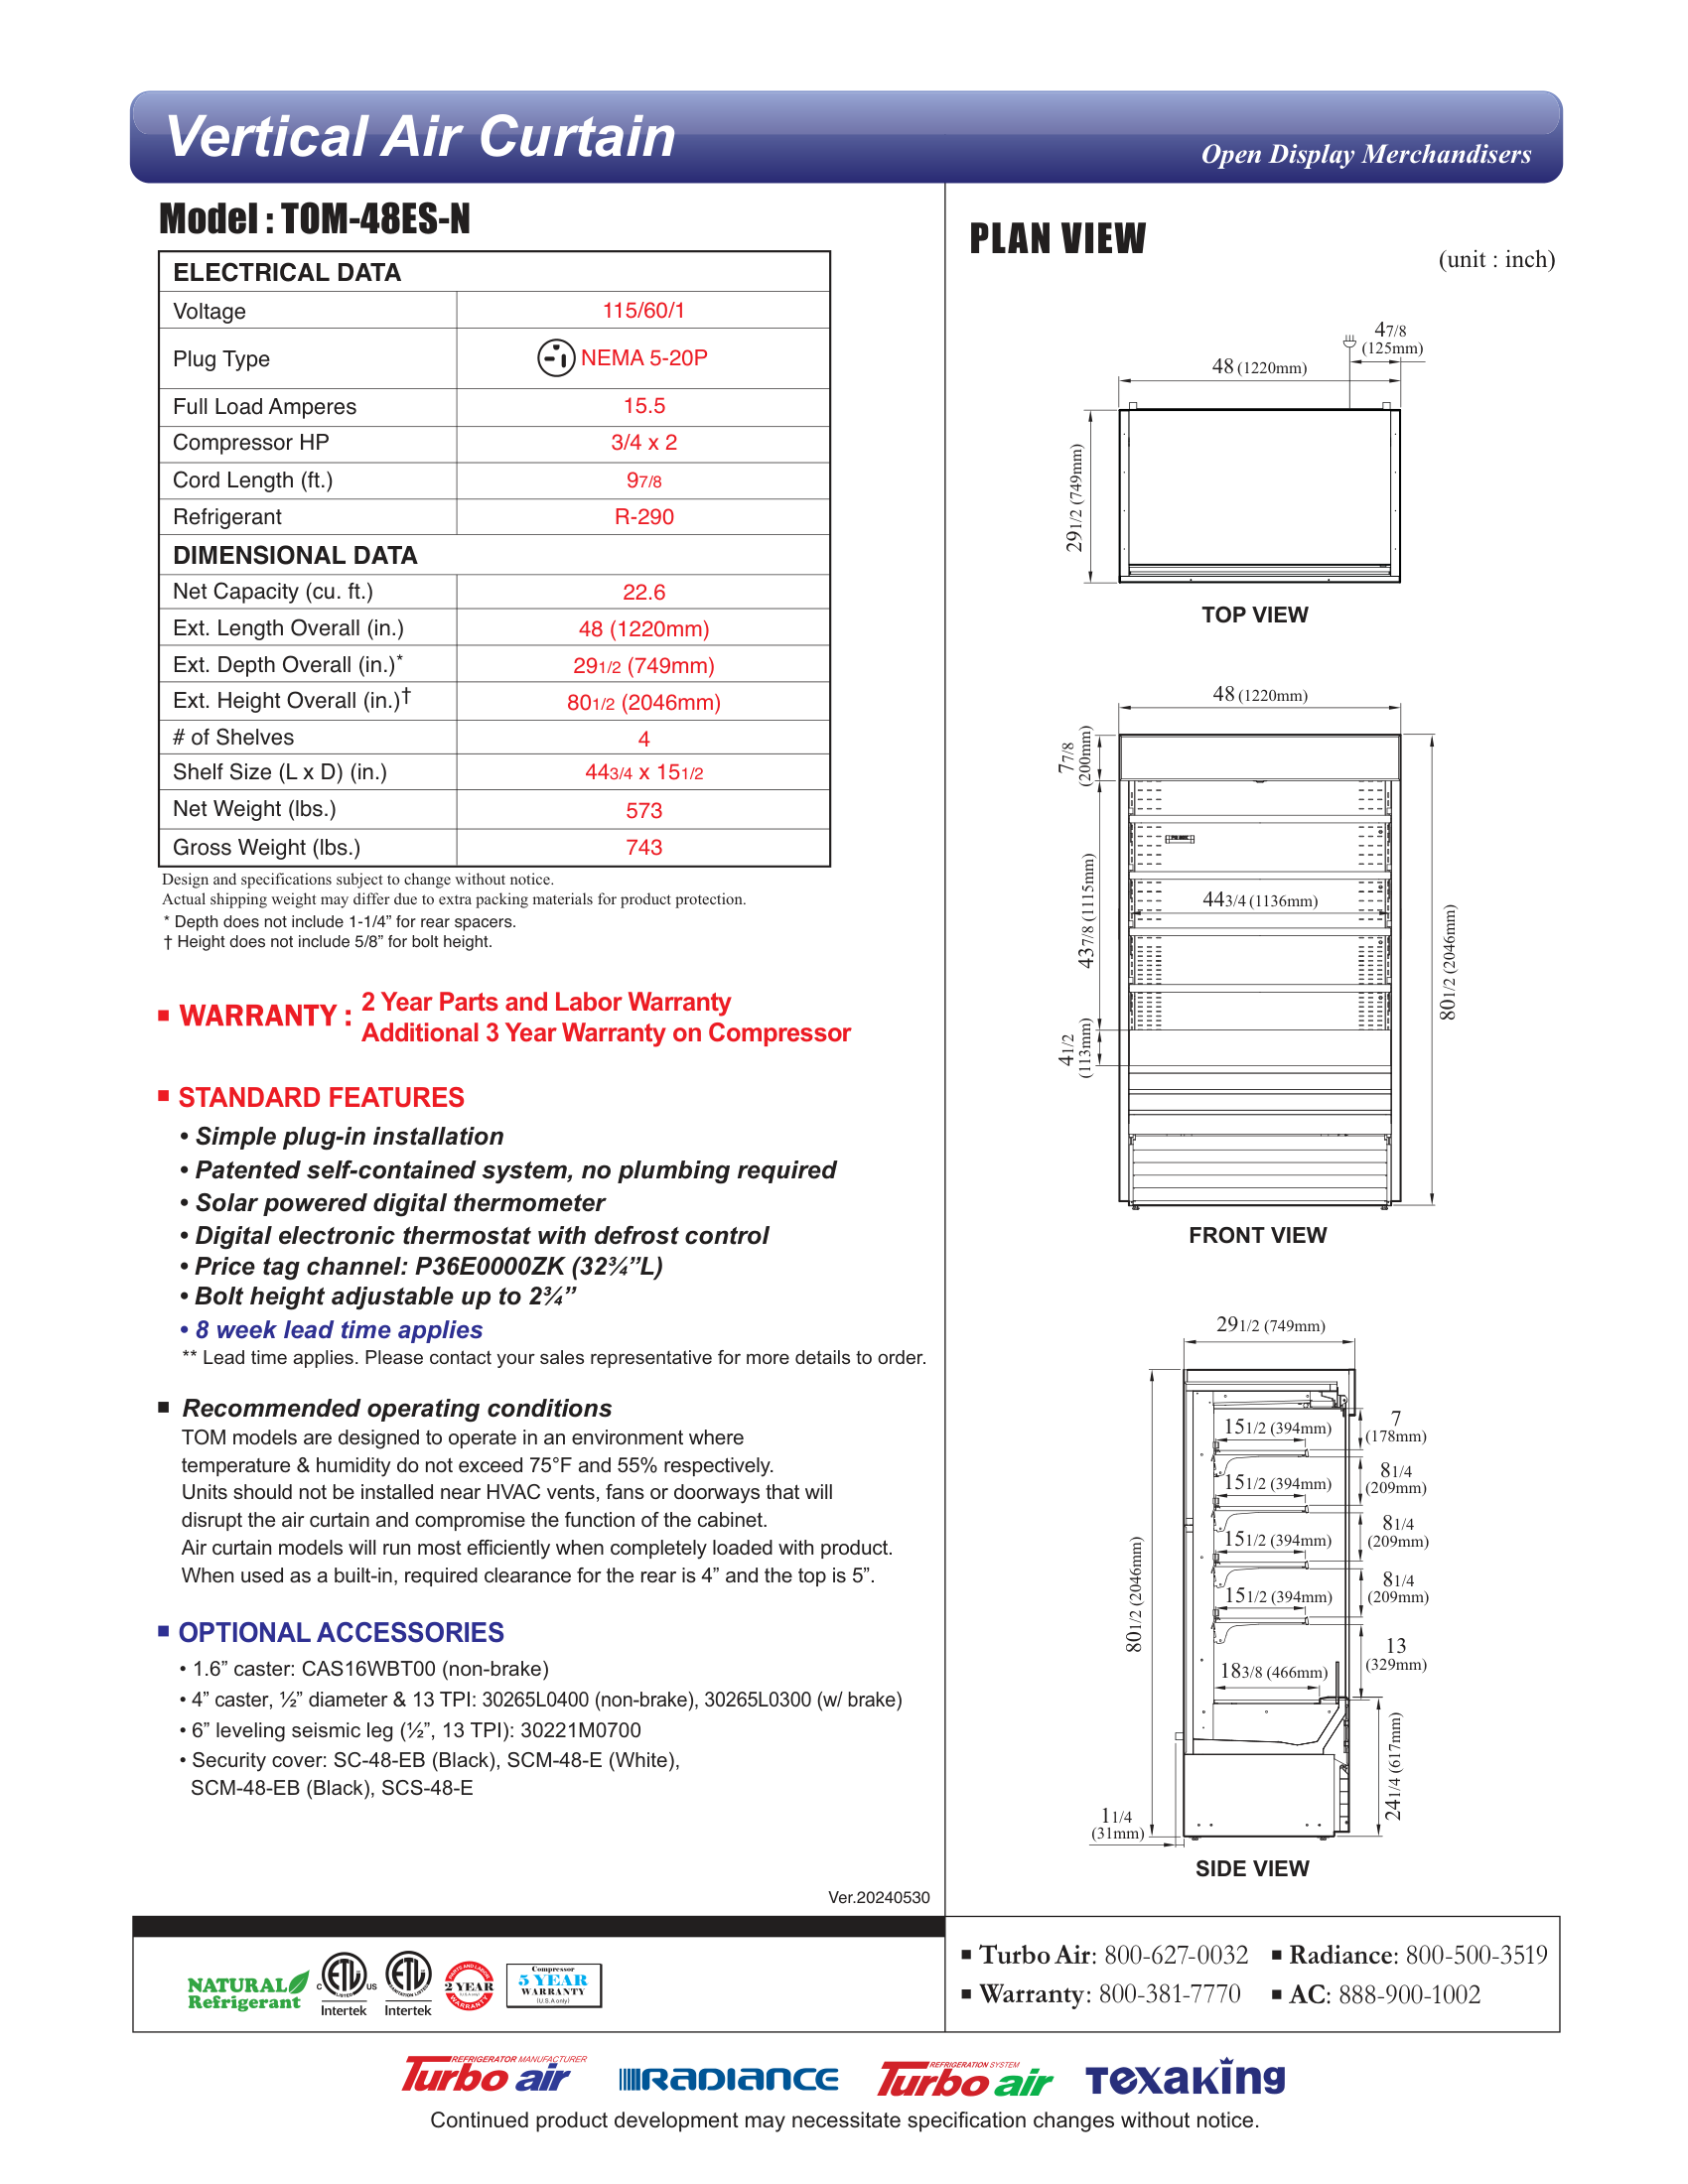 Vertical Air Curtain
Open Display Merchandisers
Model : TOM-48ES-N
ELECTRICAL DATA
Voltage 115/60/1
Plug Type NEMA 5-20P
Full Load Amperes 15.5
Compressor HP 3/4 x 2
Cord Length (ft.) 97/8
Refrigerant R-290
DIMENSIONAL DATA
Net Capacity (cu. ft.) 22.6
Ext. Length Overall (in.) 48 (1220mm)
Ext. Depth Overall (in.)* 291/2 (749mm)
Ext. Height Overall (in.)† 801/2 (2046mm)
# of Shelves 4
Shelf Size (L x D) (in.) 443/4 x 151/2
Net Weight (lbs.) 573
Gross Weight (lbs.) 743
Design and specifications subject to change without notice.
Actual shipping weight may differ due to extra packing materials for product protection.
* Depth does not include 1-1/4” for rear spacers.
† Height does not include 5/8” for bolt height.
WARRANTY : 2 Year Parts and Labor Warranty
Additional 3 Year Warranty on Compressor
STANDARD FEATURES
• Simple plug-in installation
• Patented self-contained system, no plumbing required
• Solar powered digital thermometer
• Digital electronic thermostat with defrost control
• Price tag channel: P36E0000ZK (32¾”L)
• Bolt height adjustable up to 2¾”
• 8 week lead time applies
** Lead time applies. Please contact your sales representative for more details to order.
Recommended operating conditions
TOM models are designed to operate in an environment where
temperature & humidity do not exceed 75°F and 55% respectively.
Units should not be installed near HVAC vents, fans or doorways that will
disrupt the air curtain and compromise the function of the cabinet.
Air curtain models will run most efficiently when completely loaded with product.
When used as a built-in, required clearance for the rear is 4” and the top is 5”.
OPTIONAL ACCESSORIES
• 1.6” caster: CAS16WBT00 (non-brake)
• 4” caster, ½” diameter & 13 TPI: 30265L0400 (non-brake), 30265L0300 (w/ brake)
• 6” leveling seismic leg (½”, 13 TPI): 30221M0700
• Security cover: SC-48-EB (Black), SCM-48-E (White),
SCM-48-EB (Black), SCS-48-E
Ver.20240530
PLAN VIEW
(unit : inch)
47/8
(125mm)
48 (1220mm)
291/2 (749mm)
TOP VIEW
48 (1220mm)
77/8
(200mm)
443/4 (1136mm)
437/8 (1115mm)
801/2 (2046mm)
41/2
(113mm)
FRONT VIEW
291/2 (749mm)
151/2 (394mm)
7
(178mm)
151/2 (394mm)
81/4
(209mm)
151/2 (394mm)
81/4
(209mm)
151/2 (394mm)
81/4
(209mm)
801/2 (2046mm)
183/8 (466mm)
13
(329mm)
241/4 (617mm)
11/4
(31mm)
SIDE VIEW
NATURAL
Refrigerant
C ETL US
LISTED
Intertek
ETL
SANITATION LISTED
Intertek
PARTS AND LABOR
2 YEAR
WARRANTY
Compressor
5 YEAR
WARRANTY
(U.S.A only)
Turbo Air: 800-627-0032
Radiance: 800-500-3519
Warranty: 800-381-7770
AC: 888-900-1002
REFRIGERATOR MANUFACTURER
Turbo air
RADIANCE
REFRIGERATION SYSTEM
Turbo air
Texaking
Continued product development may necessitate specification changes without notice.